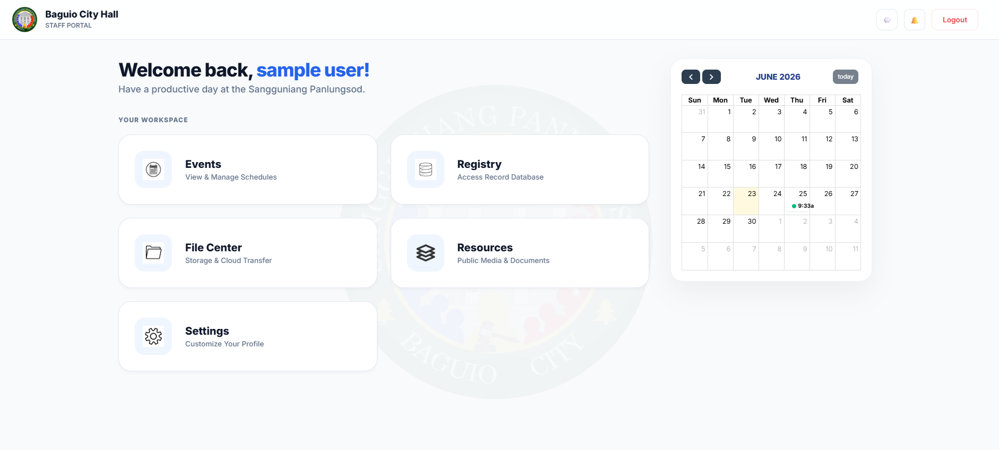 Baguio City Hall
STAFF PORTAL
Logout
Welcome back, sample user!
Have a productive day at the Sangguniang Panlungsod.
YOUR WORKSPACE
Events
View & Manage Schedules
Registry
Access Record Database
File Center
Storage & Cloud Transfer
Resources
Public Media & Documents
Settings
Customize Your Profile
BAGUIO CITY
JUNE 2026
today
Sun Mon Tue Wed Thu Fri Sat
31 1 2 3 4 5 6
7 8 9 10 11 12 13
14 15 16 17 18 19 20
21 22 23 24 25 26 27
9:33a
28 29 30 1 2 3 4
5 6 7 8 9 10 11